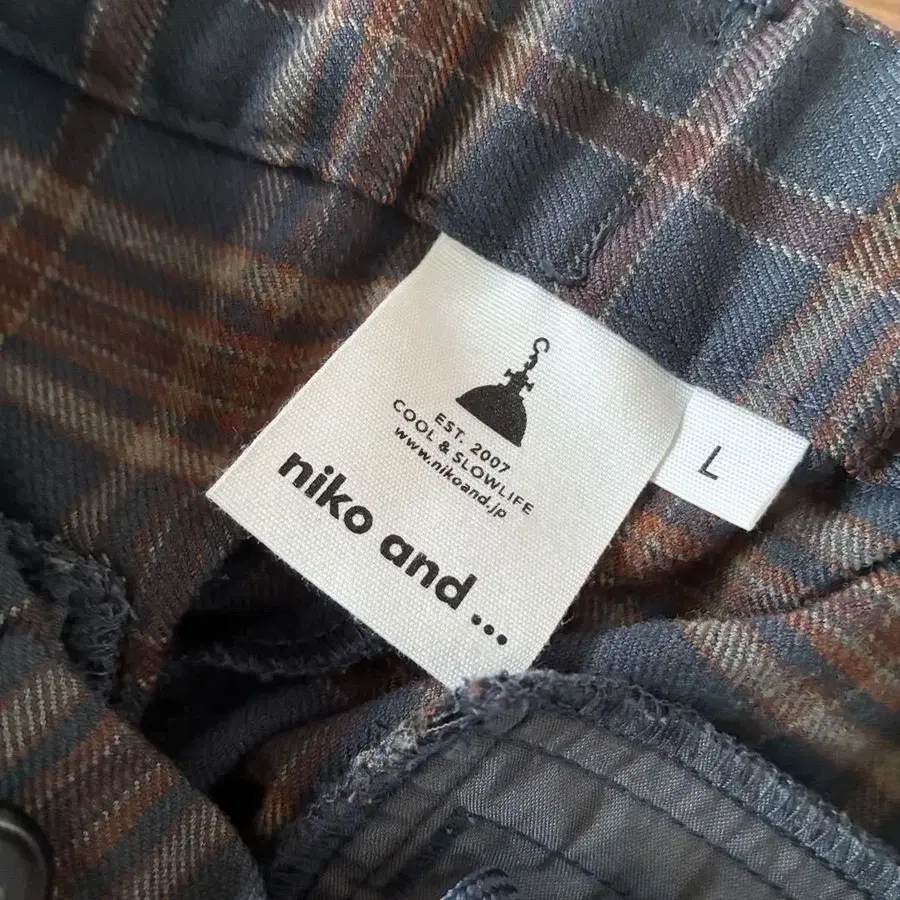 EST. 2007
COOL & SLOWLIFE
www.nikoand.jp
niko and ...
L